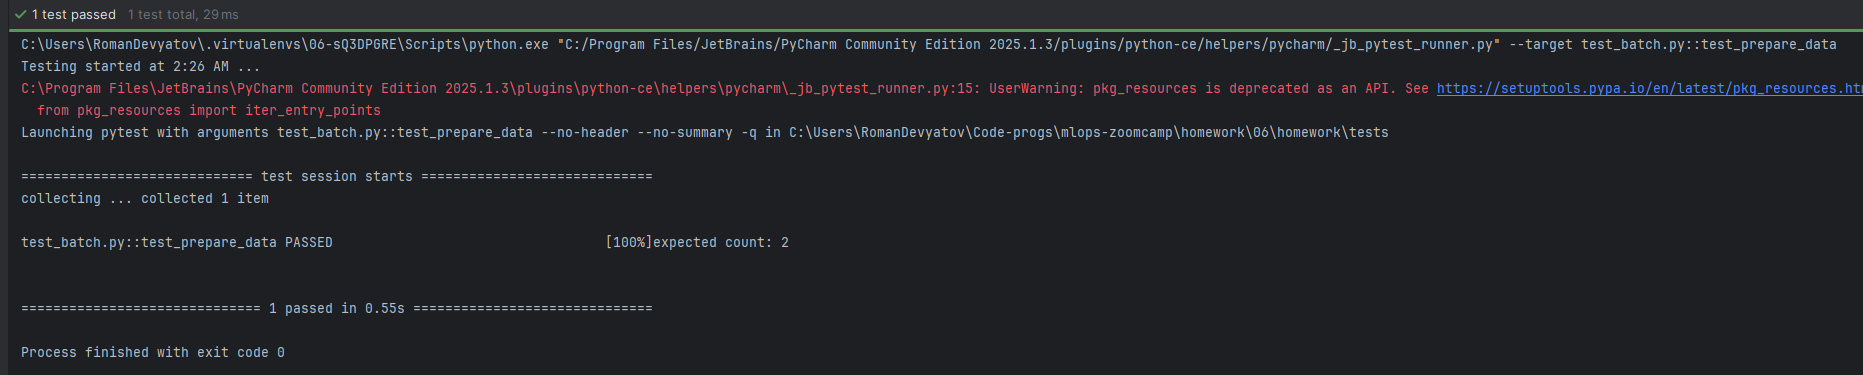 1 test passed 1 test total, 29 ms
C:\Users\RomanDevyatov\.virtualenvs\06-sQ3DPGRE\Scripts\python.exe "C:/Program Files/JetBrains/PyCharm Community Edition 2025.1.3/plugins/python-ce/helpers/pycharm/_jb_pytest_runner.py" --target test_batch.py::test_prepare_data
Testing started at 2:26 AM ...
C:\Program Files\JetBrains\PyCharm Community Edition 2025.1.3\plugins\python-ce\helpers\pycharm\_jb_pytest_runner.py:15: UserWarning: pkg_resources is deprecated as an API. See https://setuptools.pypa.io/en/latest/pkg_resources.ht
  from pkg_resources import iter_entry_points
Launching pytest with arguments test_batch.py::test_prepare_data --no-header --no-summary -q in C:\Users\RomanDevyatov\Code-progs\mlops-zoomcamp\homework\06\homework\tests
============================= test session starts =============================
collecting ... collected 1 item
test_batch.py::test_prepare_data PASSED                                  [100%]expected count: 2
============================== 1 passed in 0.55s ==============================
Process finished with exit code 0